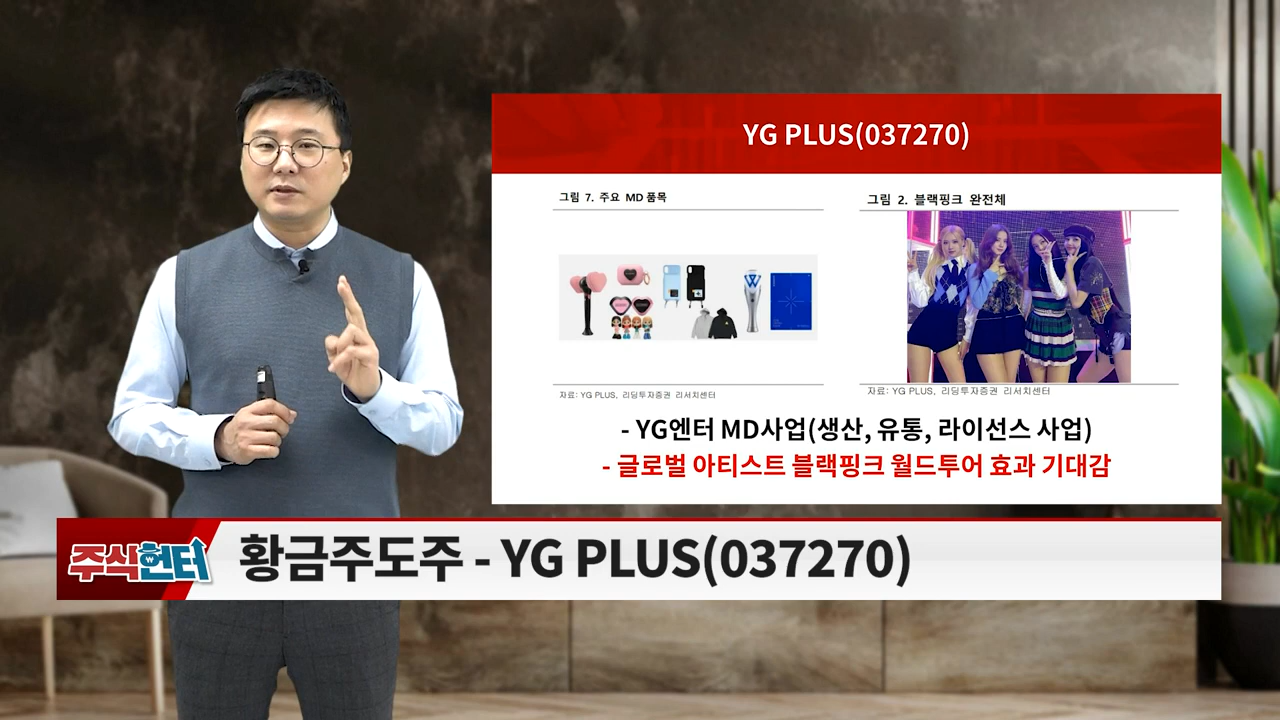 YG PLUS(037270)
그림 7. 주요 MD 품목
그림 2. 블랙핑크 완전체
자료: YG PLUS, 리딩투자증권 리서치센터
자료: YG PLUS, 리딩투자증권 리서치센터
- YG엔터 MD사업(생산, 유통, 라이선스 사업)
- 글로벌 아티스트 블랙핑크 월드투어 효과 기대감
주식헌터
황금주도주 - YG PLUS(037270)